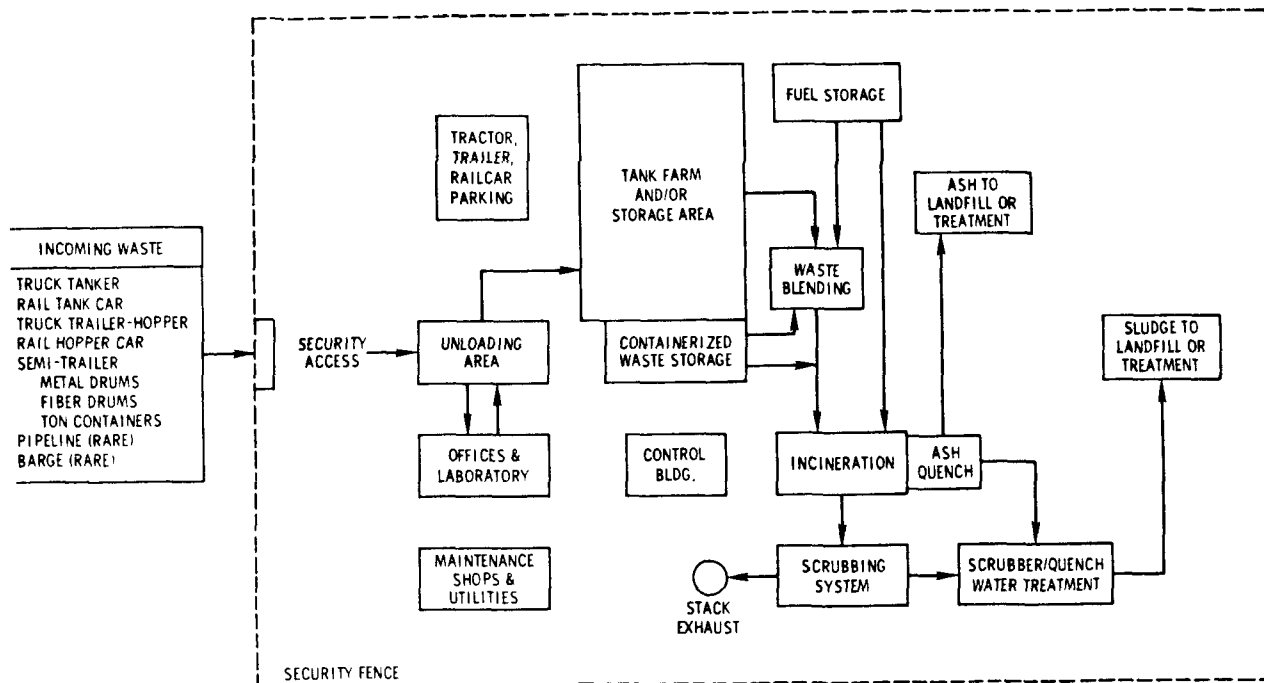 INCOMING WASTE
TRUCK TANKER
RAIL TANK CAR
TRUCK TRAILER-HOPPER
RAIL HOPPER CAR
SEMI-TRAILER
METAL DRUMS
FIBER DRUMS
TON CONTAINERS
PIPELINE (RARE)
BARGE (RARE)
SECURITY
ACCESS
TRACTOR,
TRAILER,
RAILCAR
PARKING
UNLOADING
AREA
OFFICES &
LABORATORY
MAINTENANCE
SHOPS &
UTILITIES
TANK FARM
AND/OR
STORAGE AREA
CONTAINERIZED
WASTE STORAGE
CONTROL
BLDG.
FUEL STORAGE
WASTE
BLENDING
INCINERATION
ASH
QUENCH
ASH TO
LANDFILL OR
TREATMENT
SLUDGE TO
LANDFILL OR
TREATMENT
SCRUBBING
SYSTEM
SCRUBBER/QUENCH
WATER TREATMENT
STACK
EXHAUST
SECURITY FENCE